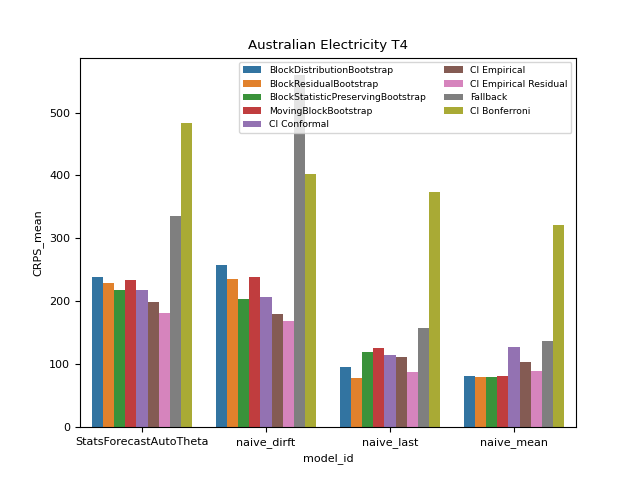 Australian Electricity T4
BlockDistributionBootstrap
BlockResidualBootstrap
BlockStatisticPreservingBootstrap
MovingBlockBootstrap
CI Conformal
CI Empirical
CI Empirical Residual
Fallback
CI Bonferroni
CRPS_mean
500
400
300
200
100
0
StatsForecastAutoTheta
naive_dirft
naive_last
naive_mean
model_id